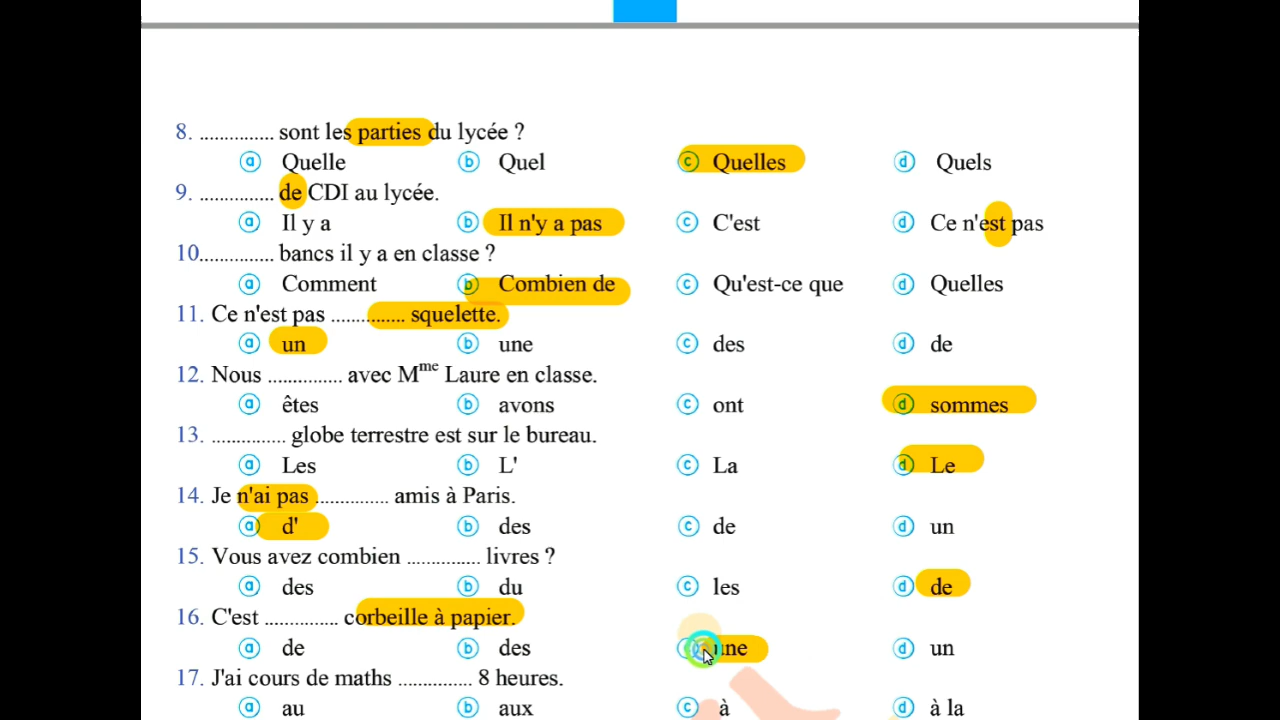 8. .............. sont les parties du lycée ?
ⓐ Quelle ⓑ Quel ⓒ Quelles ⓓ Quels
9. .............. de CDI au lycée.
ⓐ Il y a ⓑ Il n'y a pas ⓒ C'est ⓓ Ce n'est pas
10.............. bancs il y a en classe ?
ⓐ Comment ⓑ Combien de ⓒ Qu'est-ce que ⓓ Quelles
11. Ce n'est pas .............. squelette.
ⓐ un ⓑ une ⓒ des ⓓ de
12. Nous .............. avec Mme Laure en classe.
ⓐ êtes ⓑ avons ⓒ ont ⓓ sommes
13. .............. globe terrestre est sur le bureau.
ⓐ Les ⓑ L' ⓒ La ⓓ Le
14. Je n'ai pas .............. amis à Paris.
ⓐ d' ⓑ des ⓒ de ⓓ un
15. Vous avez combien .............. livres ?
ⓐ des ⓑ du ⓒ les ⓓ de
16. C'est .............. corbeille à papier.
ⓐ de ⓑ des ⓒ une ⓓ un
17. J'ai cours de maths .............. 8 heures.
ⓐ au ⓑ aux ⓒ à ⓓ à la